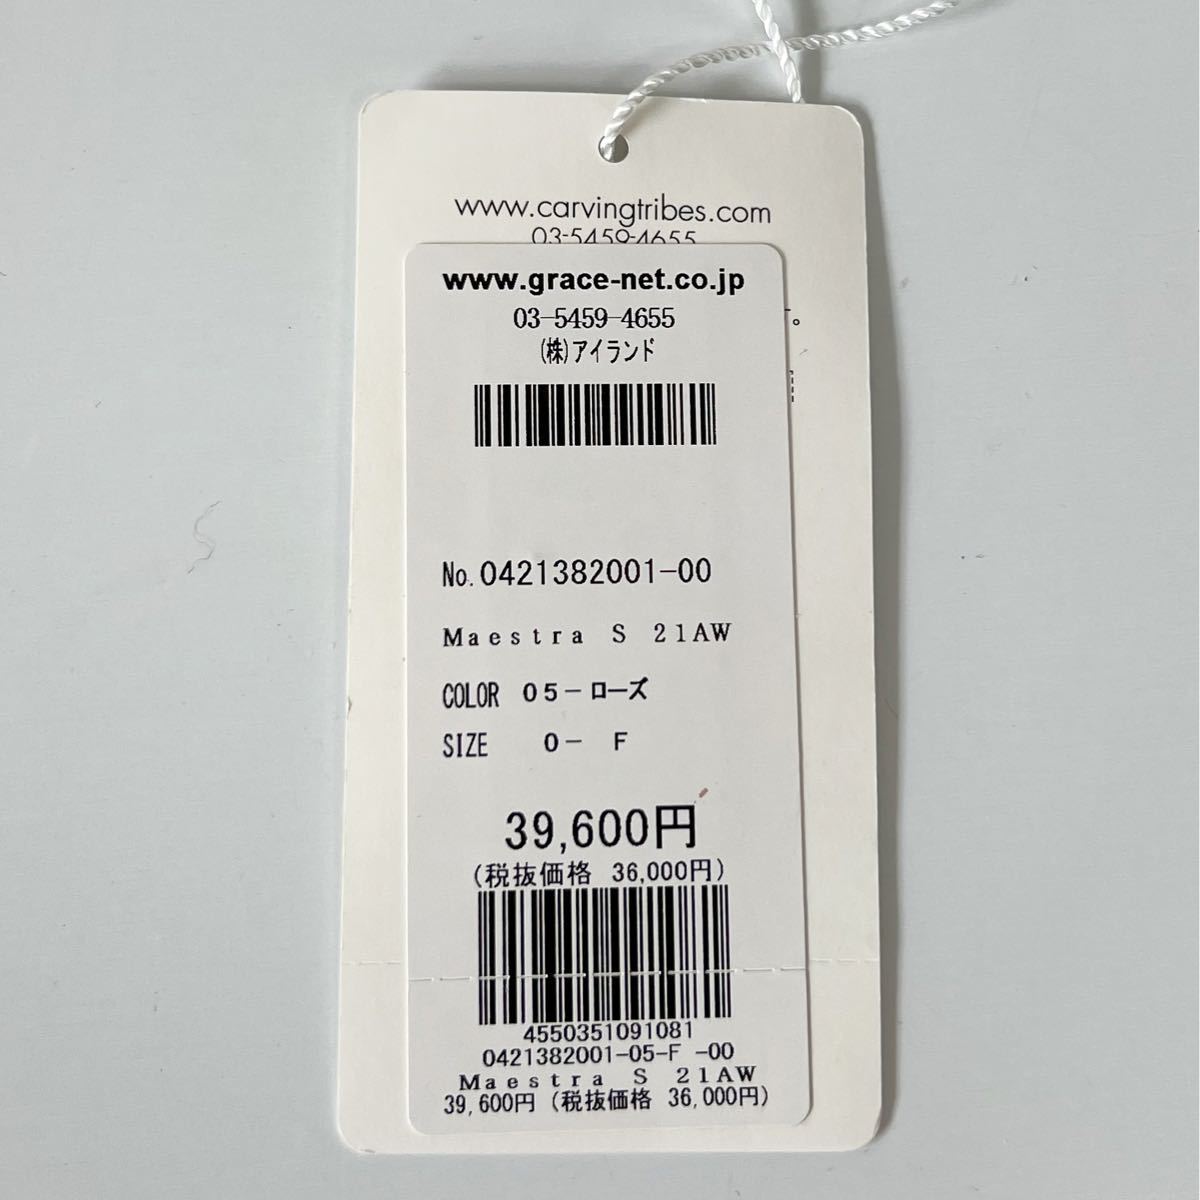 www.carvingtribes.com
03-5459-4655
www.grace-net.co.jp
03-5459-4655
(株)アイランド
No.0421382001-00
Maestra S 21AW
COLOR 05-ローズ
SIZE 0- F
39,600円
(税抜価格 36,000円)
4550351091081
0421382001-05-F -00
Maestra S 21AW
39,600円 (税抜価格 36,000円)